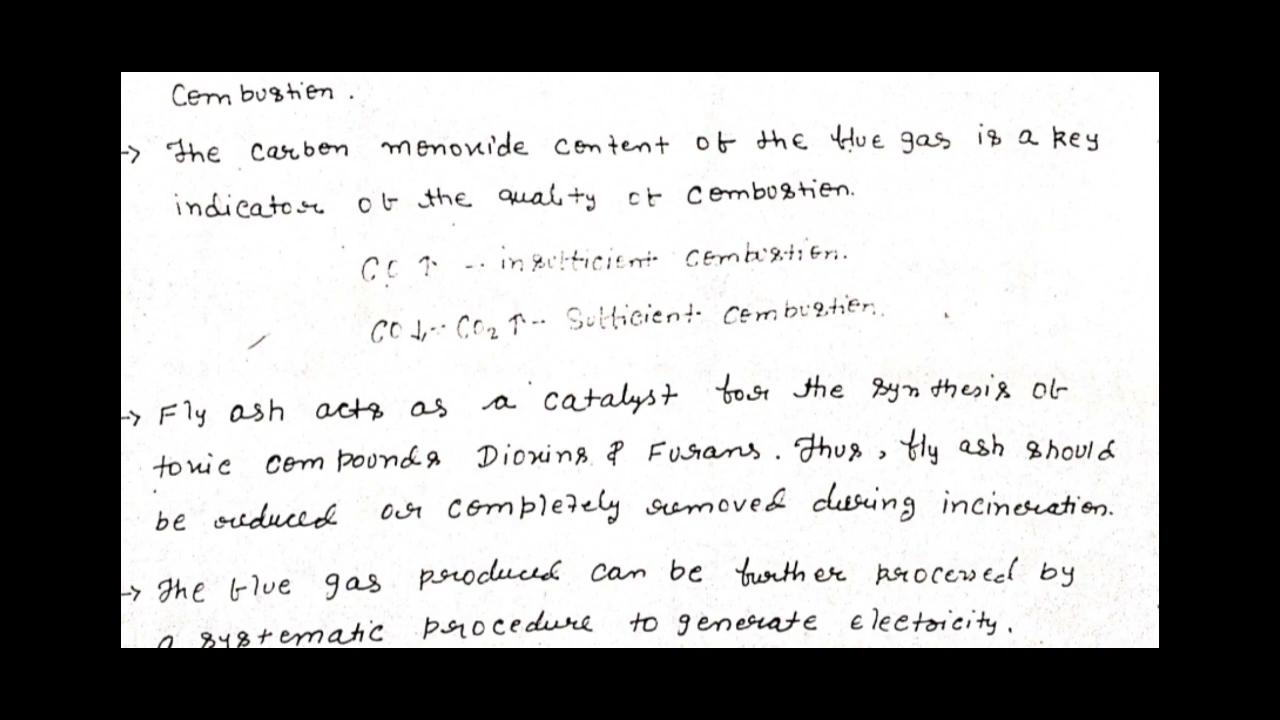 Combustion.
→ The carbon monoxide content of the flue gas is a key
indicator of the qualty of combustion.
CO ↑ -- insufficient combustion.
CO ↓,-- CO₂ ↑-- Sufficient combustion.
→ Fly ash acts as a catalyst for the synthesis of
toxic compounds Dioxins & Furans. Thus, fly ash should
be reduced or completely removed during incineration.
→ The flue gas produced can be further processed by
a systematic procedure to generate electricity.